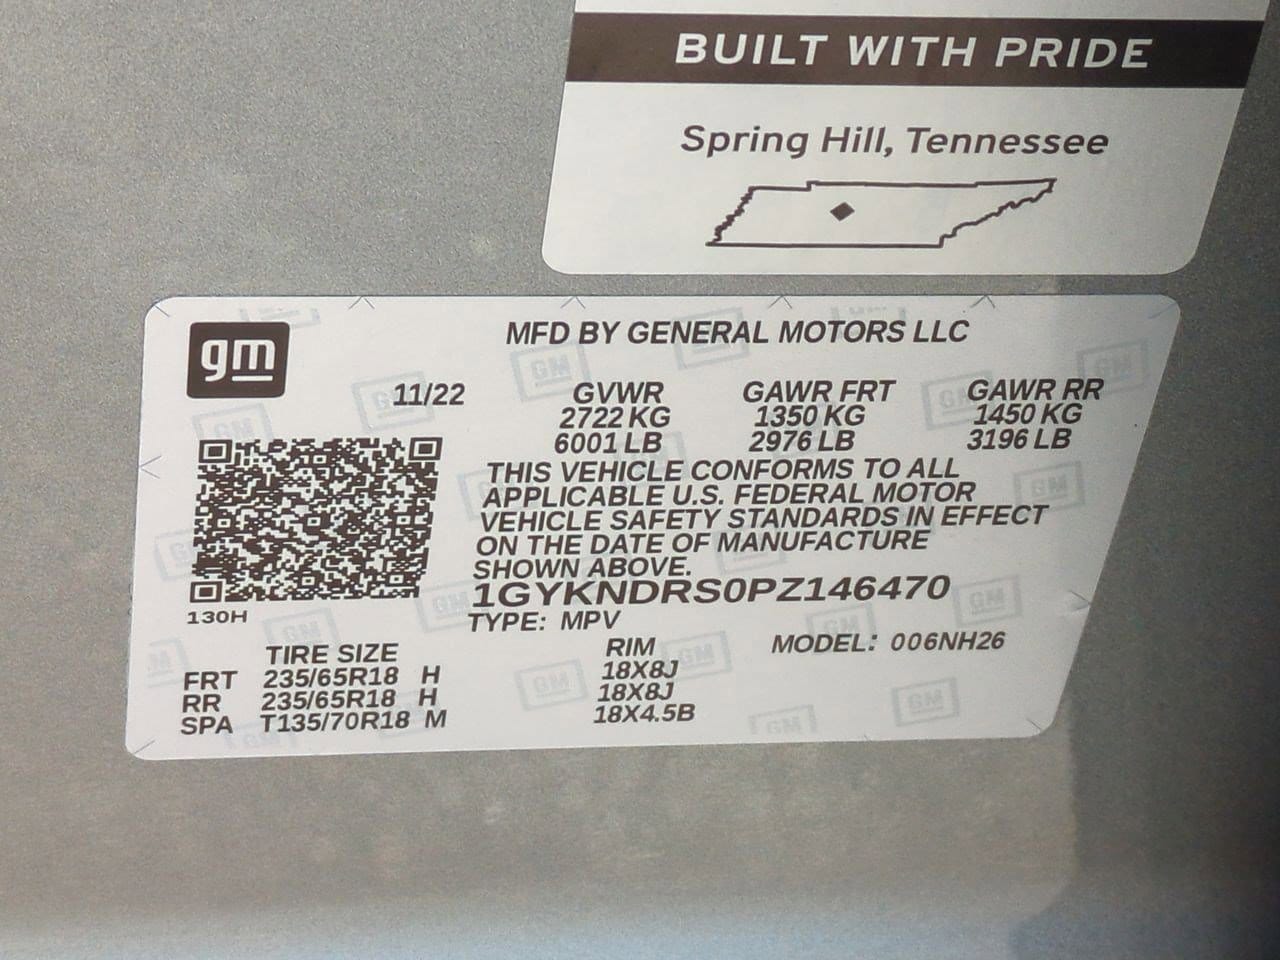 BUILT WITH PRIDE
Spring Hill, Tennessee
gm
MFD BY GENERAL MOTORS LLC
11/22 GVWR GAWR FRT GAWR RR
2722 KG 1350 KG 1450 KG
6001 LB 2976 LB 3196 LB
THIS VEHICLE CONFORMS TO ALL
APPLICABLE U.S. FEDERAL MOTOR
VEHICLE SAFETY STANDARDS IN EFFECT
ON THE DATE OF MANUFACTURE
SHOWN ABOVE.
1GYKNDRS0PZ146470
130H
TYPE: MPV
MODEL: 006NH26
TIRE SIZE RIM
FRT 235/65R18 H 18X8J
RR 235/65R18 H 18X8J
SPA T135/70R18 M 18X4.5B